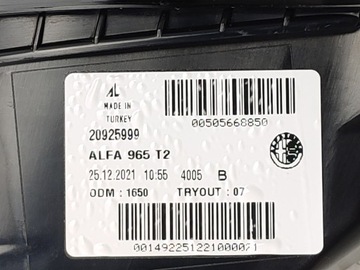 AL
MADE IN
TURKEY
00505668850
20925999
ALFA 965 T2
25.12.2021 10:55 4005 B
ODM : 1650 TRYOUT : 07